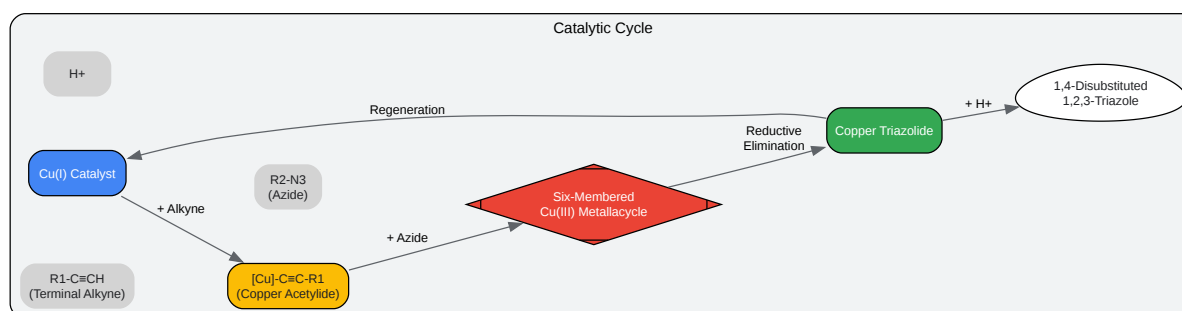 Catalytic Cycle
H+
1,4-Disubstituted
1,2,3-Triazole
+ H+
Regeneration
Copper Triazolide
Reductive
Elimination
Cu(I) Catalyst
R2-N3
(Azide)
Six-Membered
Cu(III) Metallacycle
+ Alkyne
+ Azide
R1-C≡CH
(Terminal Alkyne)
[Cu]-C≡C-R1
(Copper Acetylide)